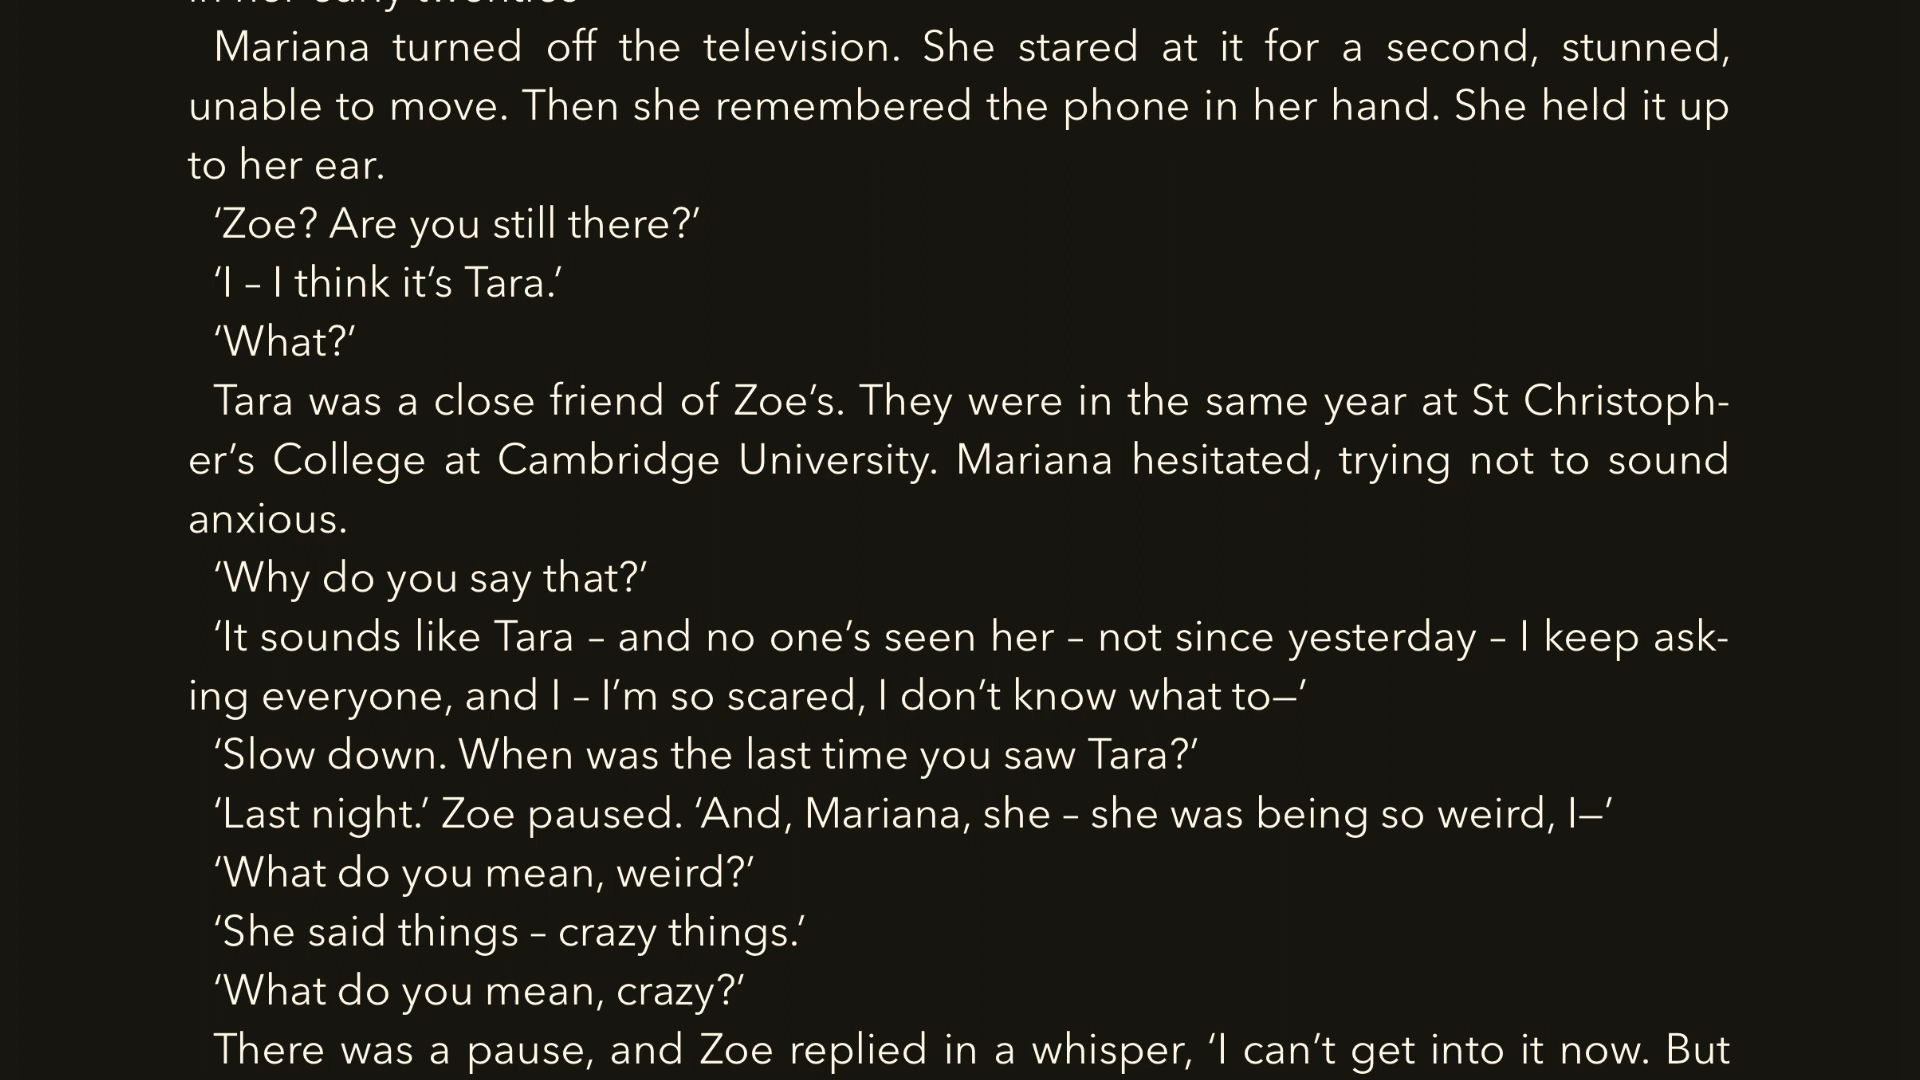 in her early twenties
Mariana turned off the television. She stared at it for a second, stunned,
unable to move. Then she remembered the phone in her hand. She held it up
to her ear.
‘Zoe? Are you still there?’
‘I – I think it’s Tara.’
‘What?’
Tara was a close friend of Zoe’s. They were in the same year at St Christoph-
er’s College at Cambridge University. Mariana hesitated, trying not to sound
anxious.
‘Why do you say that?’
‘It sounds like Tara – and no one’s seen her – not since yesterday – I keep ask-
ing everyone, and I – I’m so scared, I don’t know what to—’
‘Slow down. When was the last time you saw Tara?’
‘Last night.’ Zoe paused. ‘And, Mariana, she – she was being so weird, I—’
‘What do you mean, weird?’
‘She said things – crazy things.’
‘What do you mean, crazy?’
There was a pause, and Zoe replied in a whisper, ‘I can’t get into it now. But